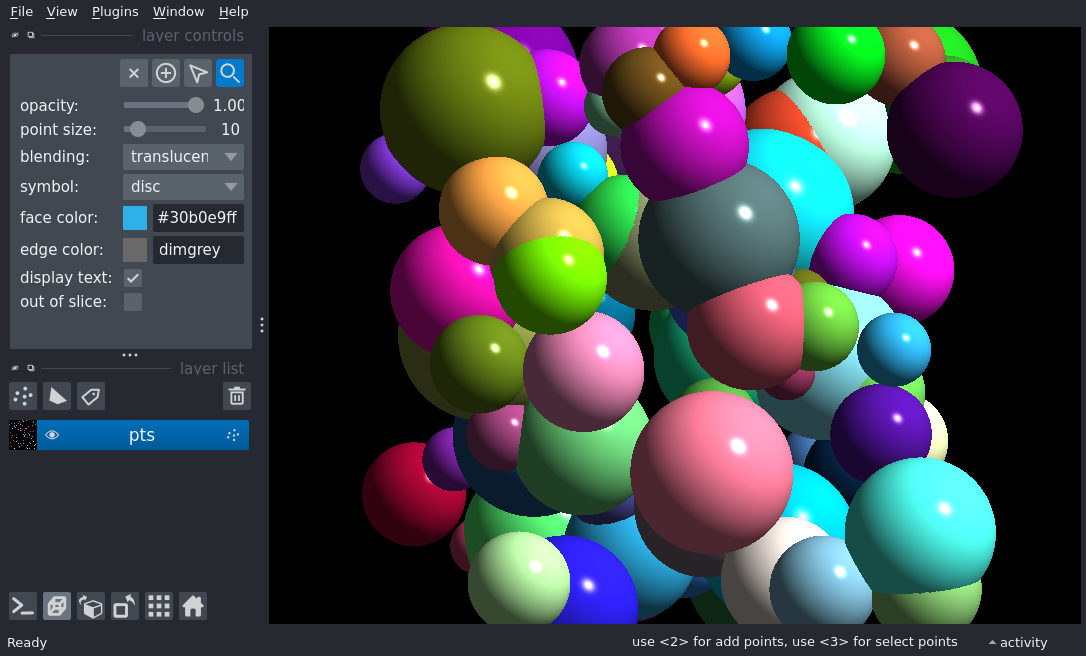 File View Plugins Window Help
layer controls
opacity: 1.00
point size: 10
blending: translucen
symbol: disc
face color: #30b0e9ff
edge color: dimgrey
display text:
out of slice:
layer list
pts
Ready use <2> for add points, use <3> for select points activity